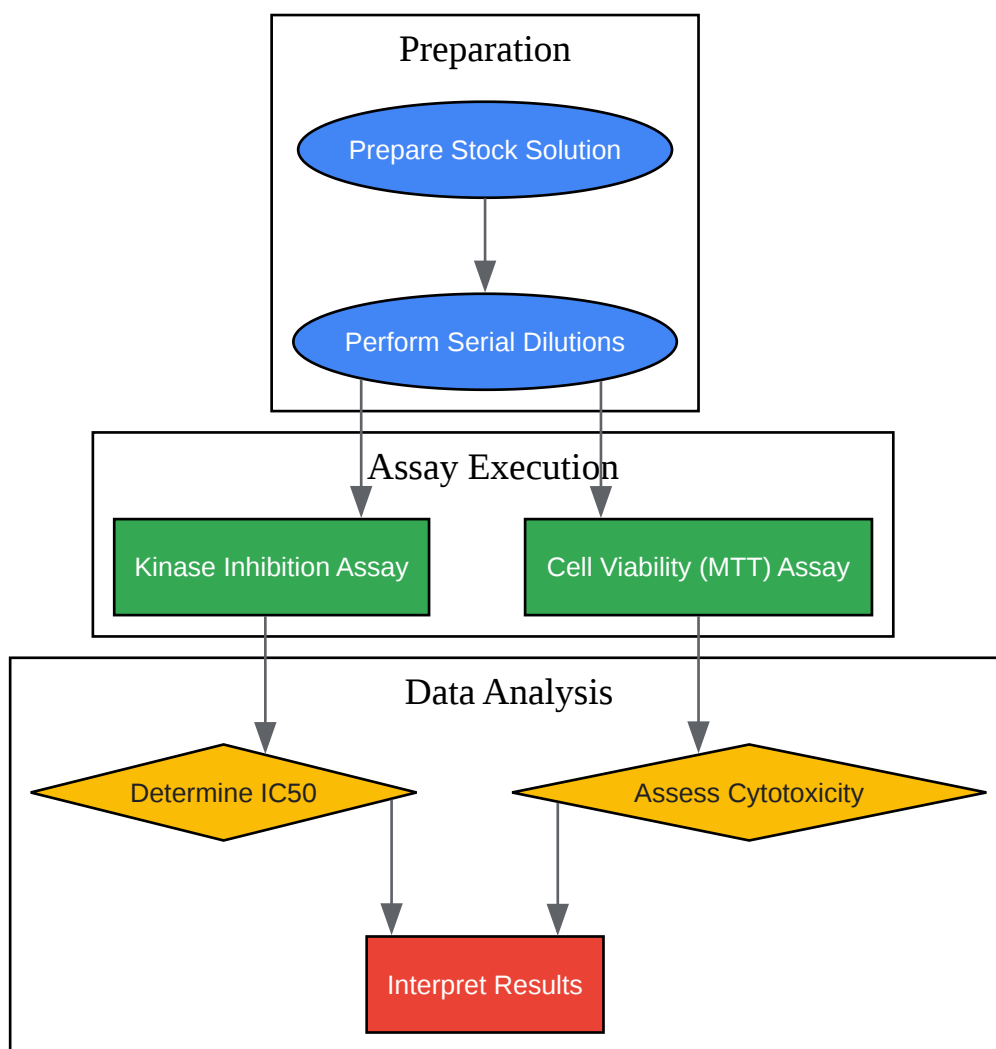 Preparation
Prepare Stock Solution
Perform Serial Dilutions
Assay Execution
Kinase Inhibition Assay
Cell Viability (MTT) Assay
Data Analysis
Determine IC50
Assess Cytotoxicity
Interpret Results